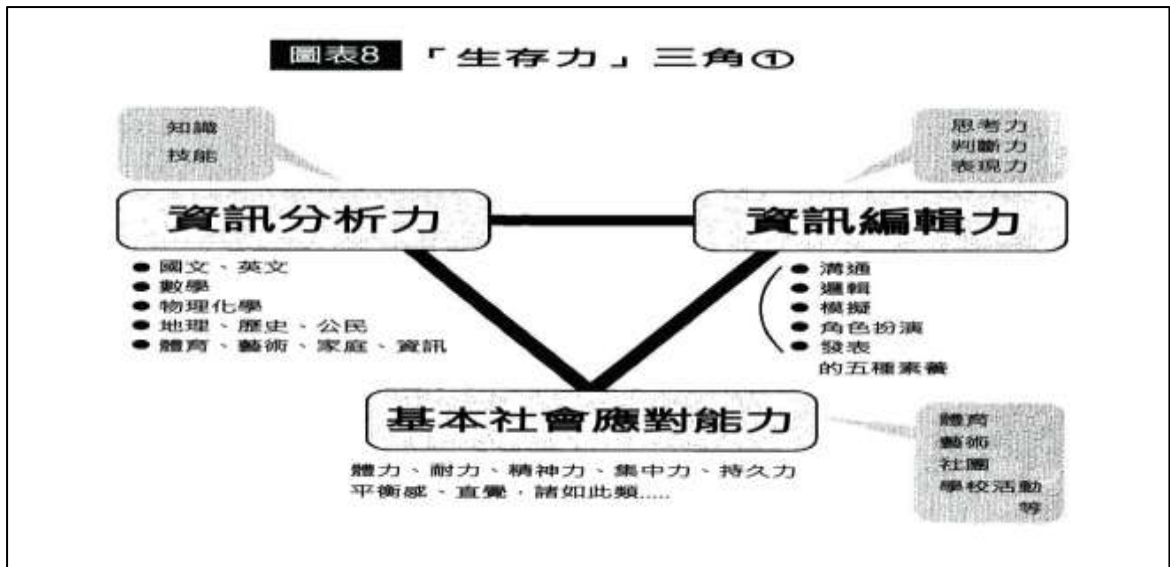 圖表8 「生存力」三角①
知識
技能
思考力
判斷力
表現力
資訊分析力
資訊編輯力
● 國文、英文
● 數學
● 物理化學
● 地理、歷史、公民
● 體育、藝術、家庭、資訊
● 溝通
● 邏輯
● 模擬
● 角色扮演
● 發表
的五種素養
基本社會應對能力
體力、耐力、精神力、集中力、持久力
平衡感、直覺,諸如此類.....
體育
藝術
社團
學校活動
等